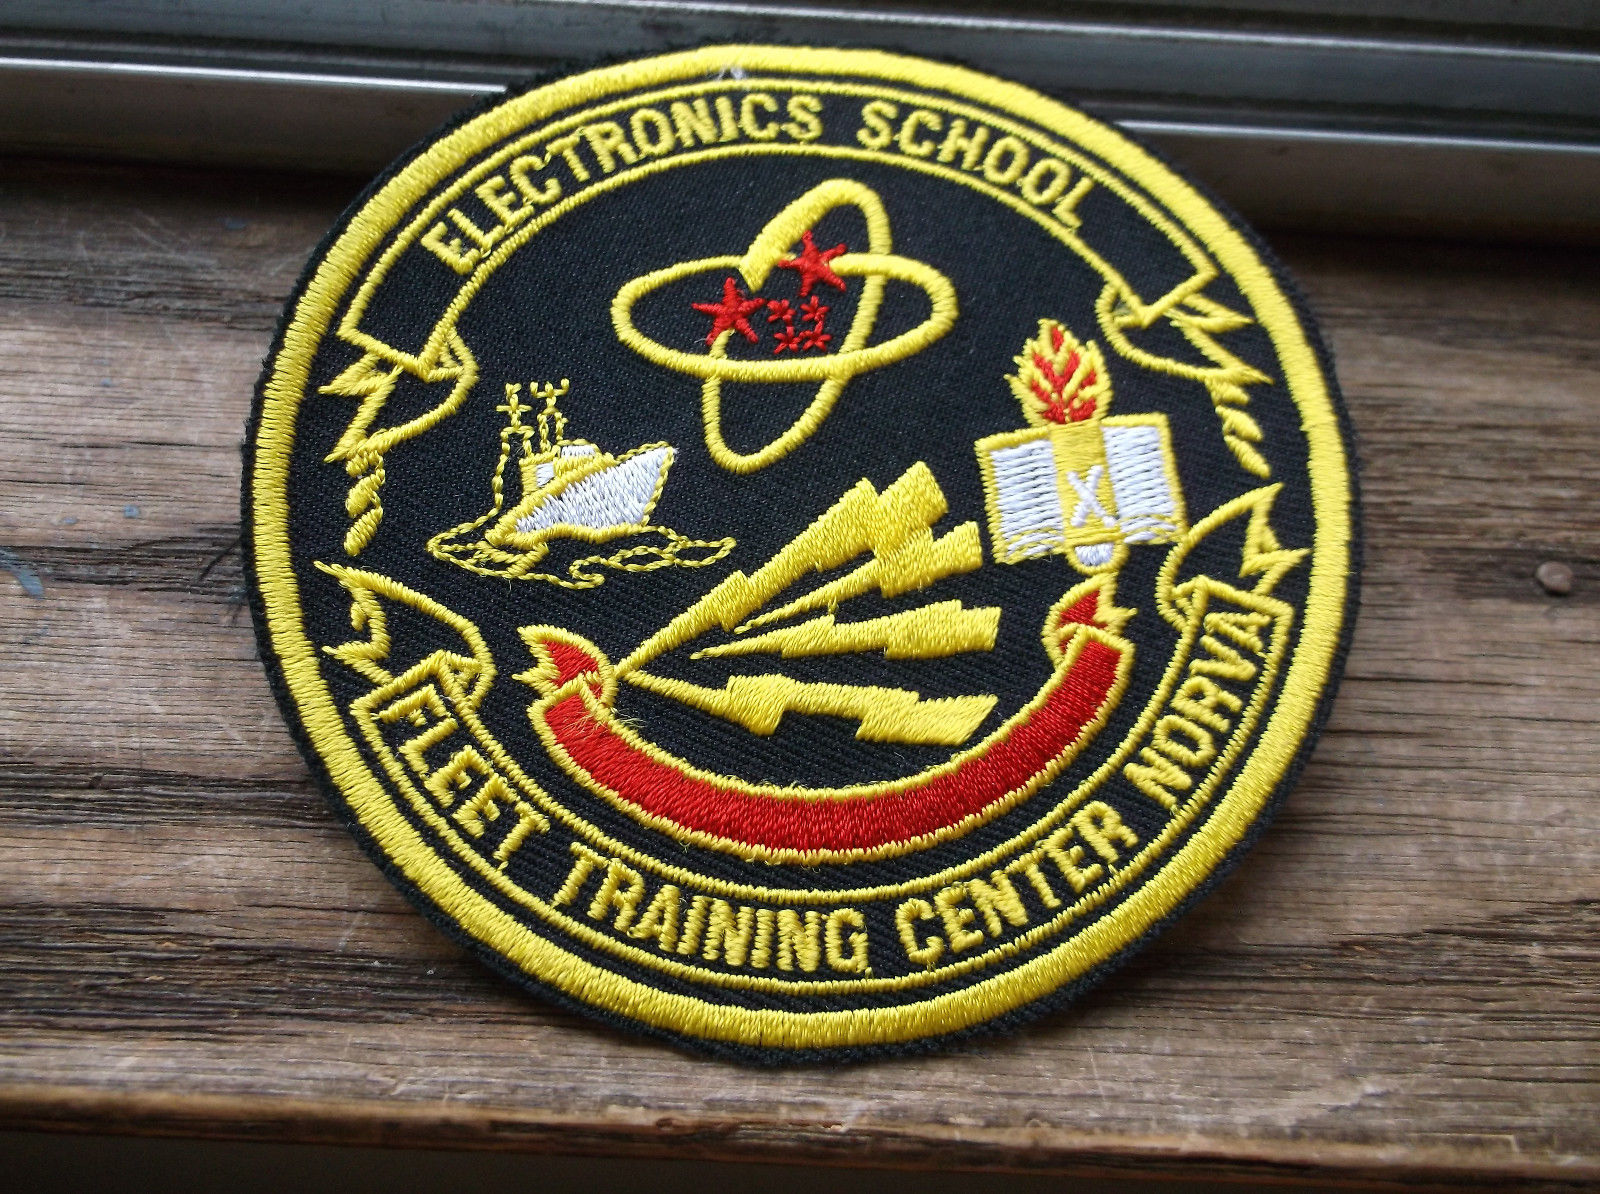 ELECTRONICS SCHOOL
X
FLEET TRAINING CENTER NORVA